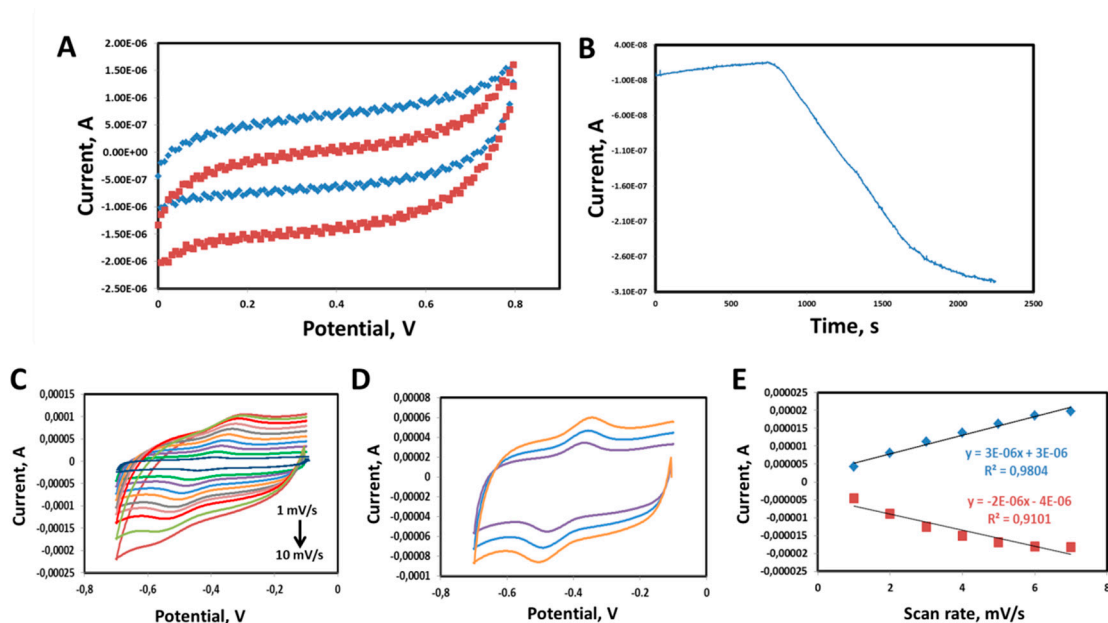 A
2.00E-06
1.50E-06
1.00E-06
5.00E-07
0.00E+00
-5.00E-07
-1.00E-06
-1.50E-06
-2.00E-06
2.50E-06
0
0.2
0.4
0.6
0.8
Current, A
Potential, V
B
4.00E-08
-1.00E-08
-6.00E-08
-1.10E-07
-1.60E-07
-2.10E-07
-2.60E-07
-3.10E-07
0
500
1000
1500
2000
2500
Current, A
Time, s
C
0,00015
0,0001
0,00005
0
-0,00005
-0,0001
-0,00015
-0,0002
-0,00025
-0,8
-0,6
-0,4
-0,2
0
Current, A
Potential, V
1 mV/s
10 mV/s
D
0,00008
0,00006
0,00004
0,00002
0
-0,00002
-0,00004
-0,00006
-0,00008
-0,0001
-0,8
-0,6
-0,4
-0.2
0
Current, A
Potential, V
E
0,000025
0,00002
0,000015
0,00001
0,000005
0
-0,000005
-0,00001
-0,000015
-0,00002
-0,000025
0
2
4
6
8
Current, A
Scan rate, mV/s
y = 3E-06x + 3E-06
R² = 0,9804
y = -2E-06x - 4E-06
R² = 0,9101